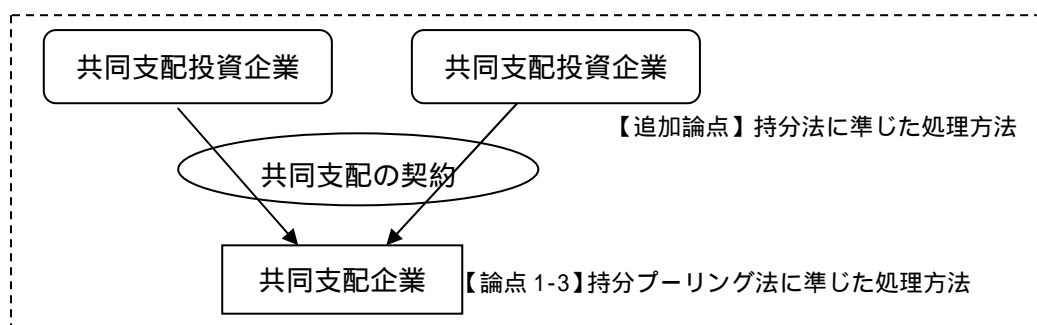 共同支配投資企業 共同支配投資企業
【追加論点】持分法に準じた処理方法
共同支配の契約
共同支配企業 【論点 1-3】持分プーリング法に準じた処理方法